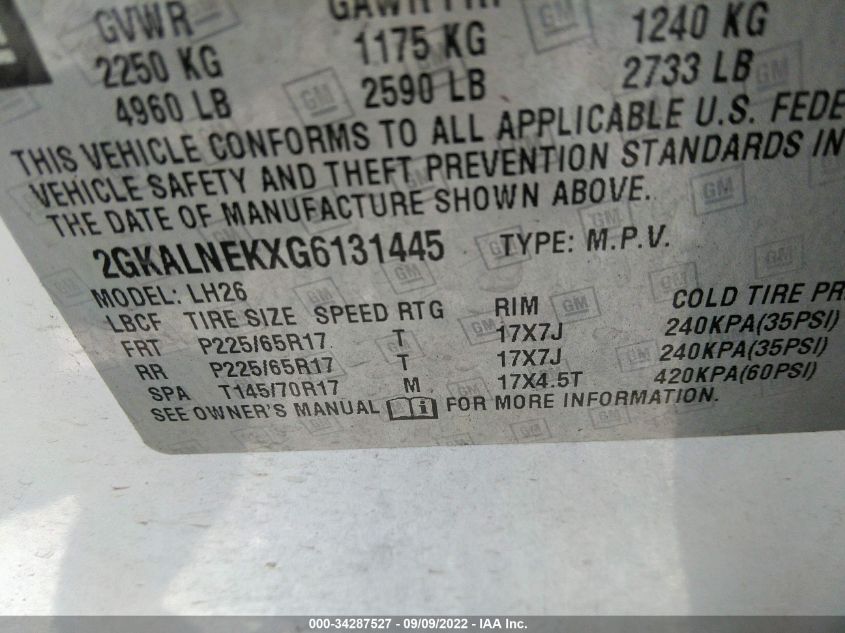 GVWR GAWR FRT
2250 KG 1175 KG 1240 KG
4960 LB 2590 LB 2733 LB
THIS VEHICLE CONFORMS TO ALL APPLICABLE U.S. FEDE
VEHICLE SAFETY AND THEFT PREVENTION STANDARDS IN
THE DATE OF MANUFACTURE SHOWN ABOVE.
2GKALNEKXG6131445 TYPE: M.P.V.
MODEL: LH26
LBCF TIRE SIZE SPEED RTG RIM COLD TIRE PR
FRT P225/65R17 T 17X7J 240KPA(35PSI)
RR P225/65R17 T 17X7J 240KPA(35PSI)
SPA T145/70R17 M 17X4.5T 420KPA(60PSI)
SEE OWNER'S MANUAL FOR MORE INFORMATION.
000-34287527 - 09/09/2022 - IAA Inc.